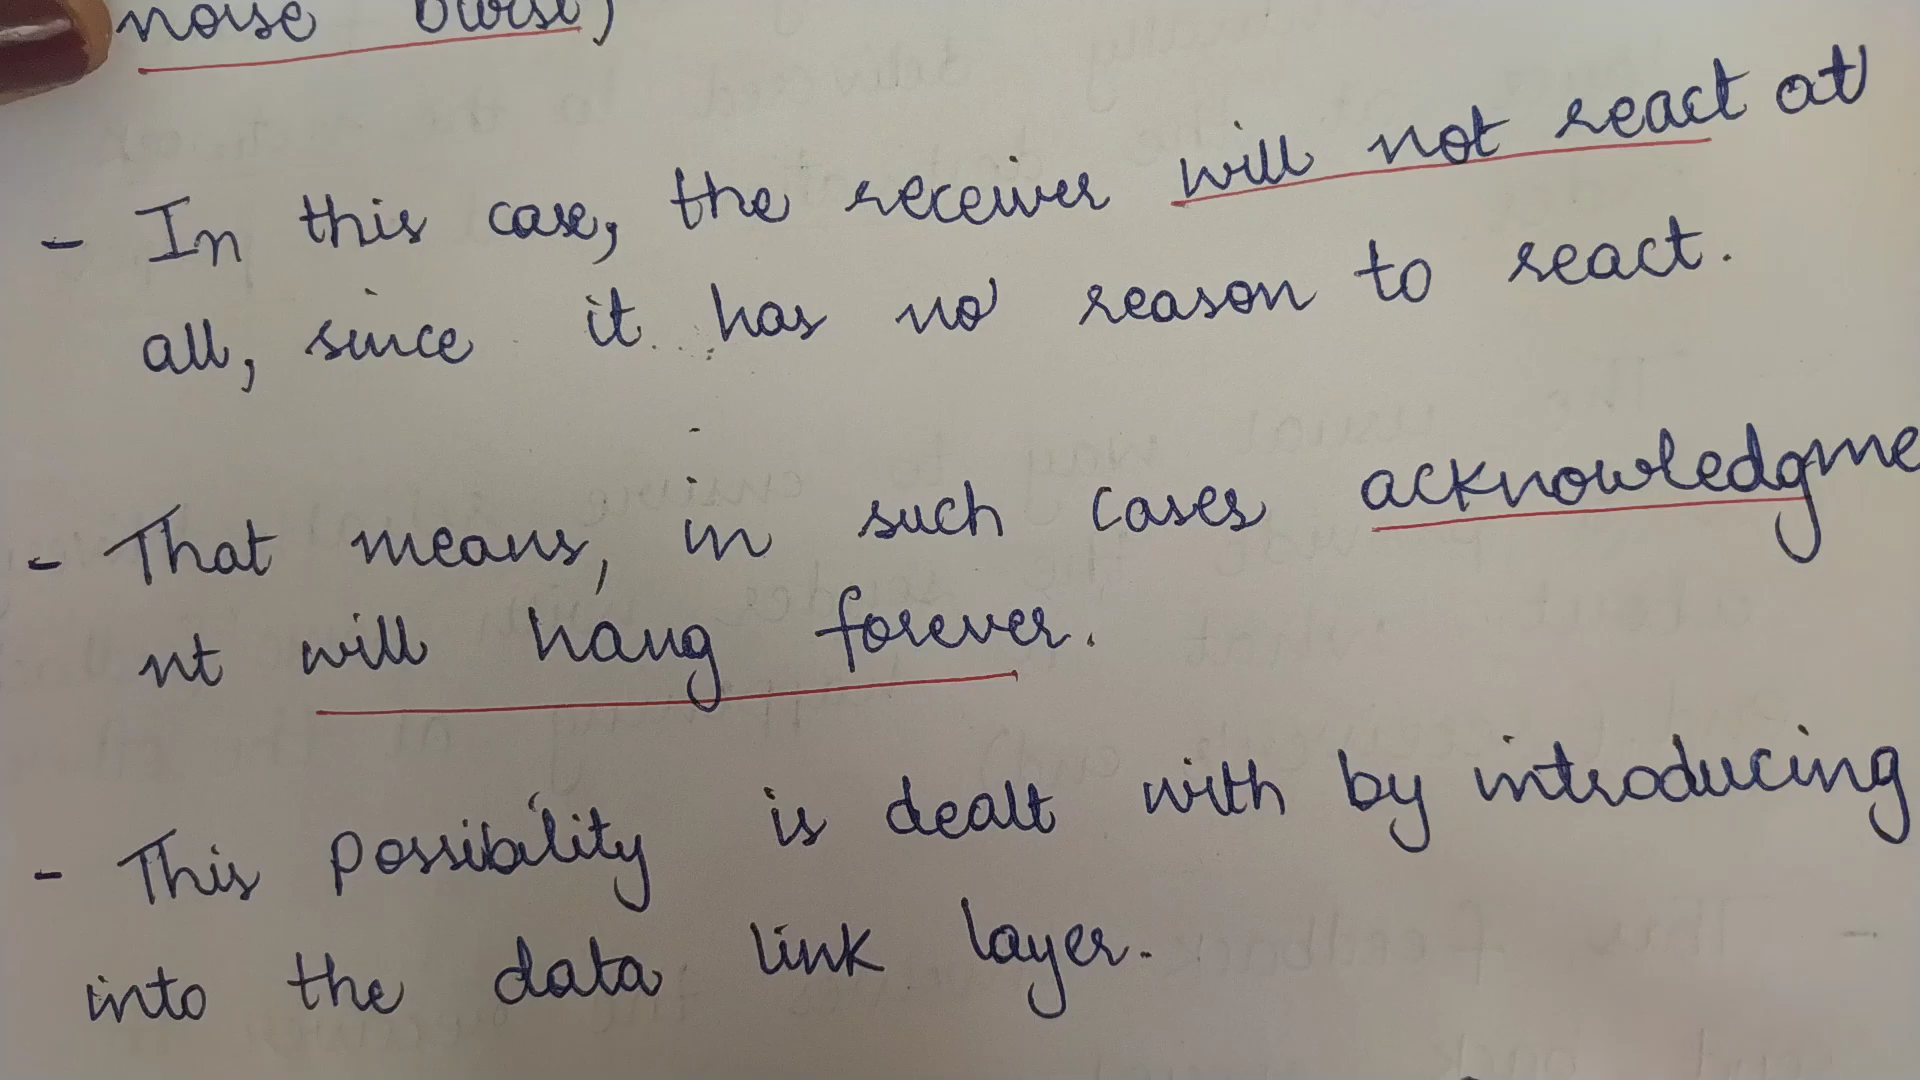 noise burst)
- In this case, the receiver will not react at
all, since it has no reason to react.
- That means, in such cases acknowledgme
nt will hang forever.
- This possibility is dealt with by introducing
into the data link layer.